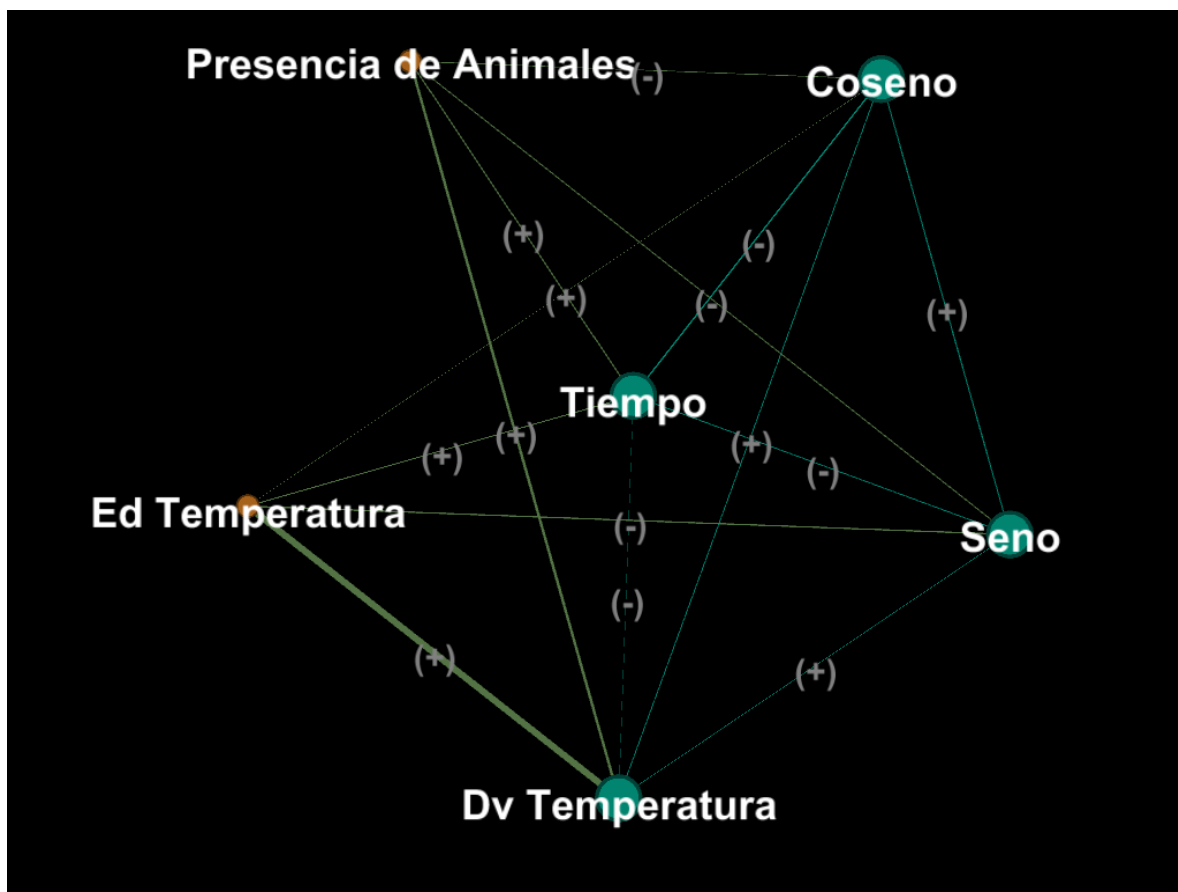 Presencia de Animales
(-)
Coseno
(+)
(-)
(+)
(-)
(+)
Tiempo
(+)
(+)
(+)
(-)
Ed Temperatura
(-)
Seno
(-)
(+)
(+)
Dv Temperatura